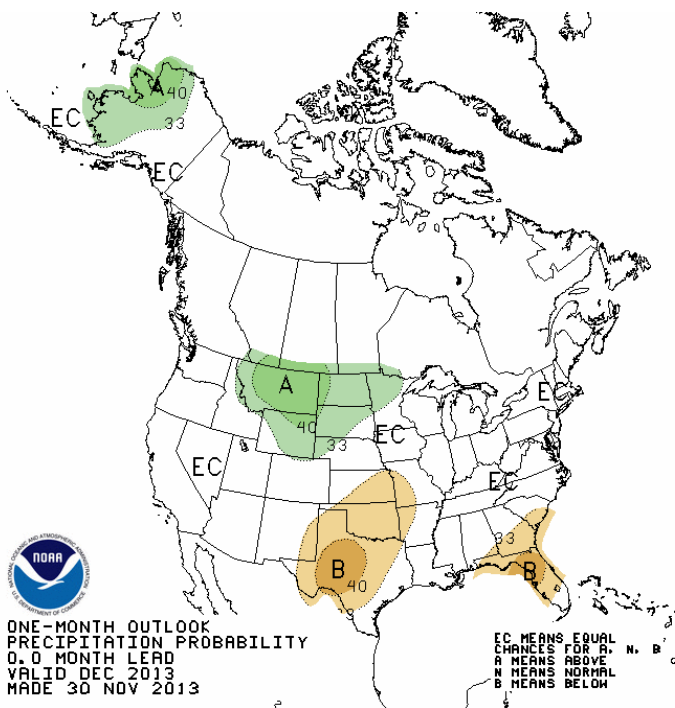 A
40
EC
33
EC
A
40
33
EC
EC
EC
EC
33
B
40
B
NATIONAL OCEANIC AND ATMOSPHERIC ADMINISTRATION
NOAA
U.S. DEPARTMENT OF COMMERCE
ONE-MONTH OUTLOOK
PRECIPITATION PROBABILITY
0.0 MONTH LEAD
VALID DEC 2013
MADE 30 NOV 2013
EC MEANS EQUAL
CHANCES FOR A, N, B
A MEANS ABOVE
N MEANS NORMAL
B MEANS BELOW